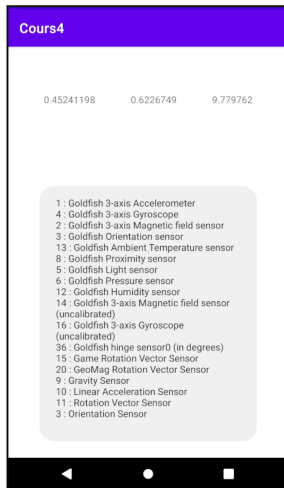 Cours4
0.45241198 0.6226749 9.779762
1 : Goldfish 3-axis Accelerometer
4 : Goldfish 3-axis Gyroscope
2 : Goldfish 3-axis Magnetic field sensor
3 : Goldfish Orientation sensor
13 : Goldfish Ambient Temperature sensor
8 : Goldfish Proximity sensor
5 : Goldfish Light sensor
6 : Goldfish Pressure sensor
12 : Goldfish Humidity sensor
14 : Goldfish 3-axis Magnetic field sensor
(uncalibrated)
16 : Goldfish 3-axis Gyroscope
(uncalibrated)
36 : Goldfish hinge sensor0 (in degrees)
15 : Game Rotation Vector Sensor
20 : GeoMag Rotation Vector Sensor
9 : Gravity Sensor
10 : Linear Acceleration Sensor
11 : Rotation Vector Sensor
3 : Orientation Sensor